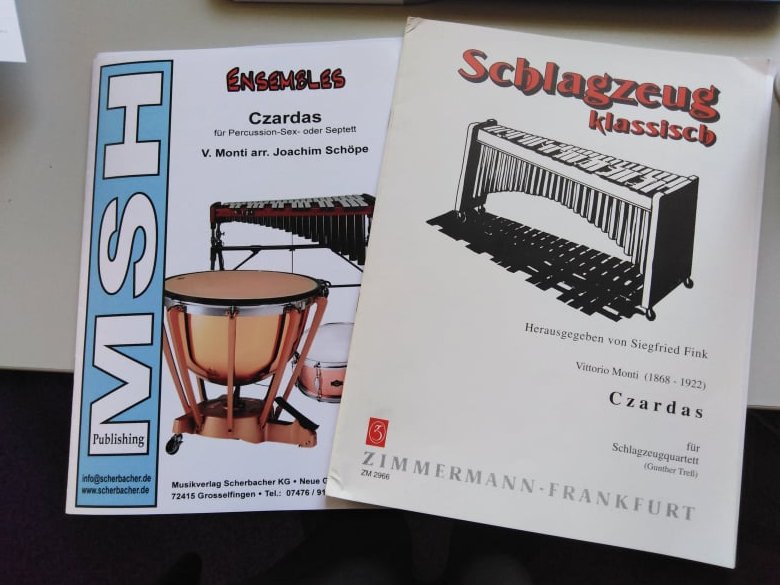 MSH
Publishing
info@scherbacher.de
www.scherbacher.de
ENSEMBLES
Czardas
für Percussion-Sex- oder Septett
V. Monti arr. Joachim Schöpe
Musikverlag Scherbacher KG • Neue
72415 Grosselfingen • Tel.: 07476 / 91
Schlagzeug
klassisch
Herausgegeben von Siegfried Fink
Vittorio Monti (1868 - 1922)
Czardas
für
Schlagzeugquartett
(Gunther Treß)
ZIMMERMANN-FRANKFURT
ZM 2966